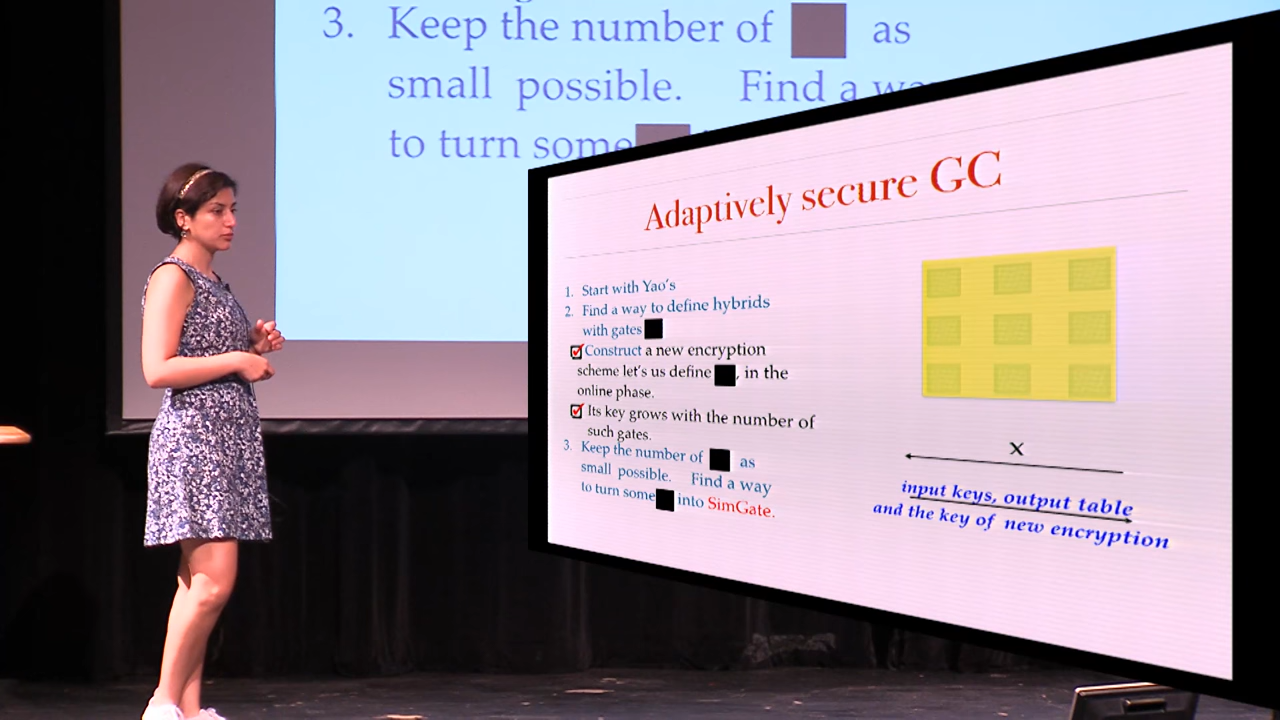 3. Keep the number of as
small possible. Find a
to turn some
Adaptively secure GC
1. Start with Yao's
2. Find a way to define hybrids
with gates
Construct a new encryption
scheme let's us define , in the
online phase.
Its key grows with the number of
such gates.
3. Keep the number of as
small possible. Find a way
to turn some into SimGate.
x
input keys, output table
and the key of new encryption